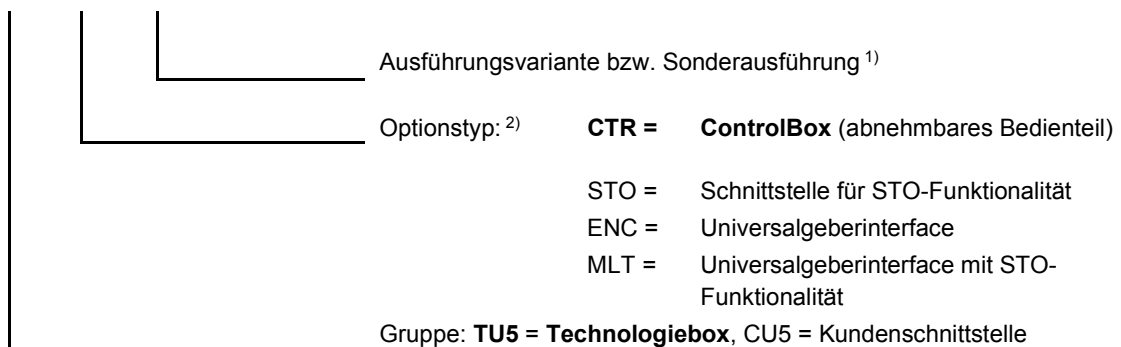 Ausführungsvariante bzw. Sonderausführung 1)
Optionstyp: 2) CTR = ControlBox (abnehmbares Bedienteil)
STO = Schnittstelle für STO-Funktionalität
ENC = Universalgeberinterface
MLT = Universalgeberinterface mit STO-
Funktionalität
Gruppe: TU5 = Technologiebox, CU5 = Kundenschnittstelle